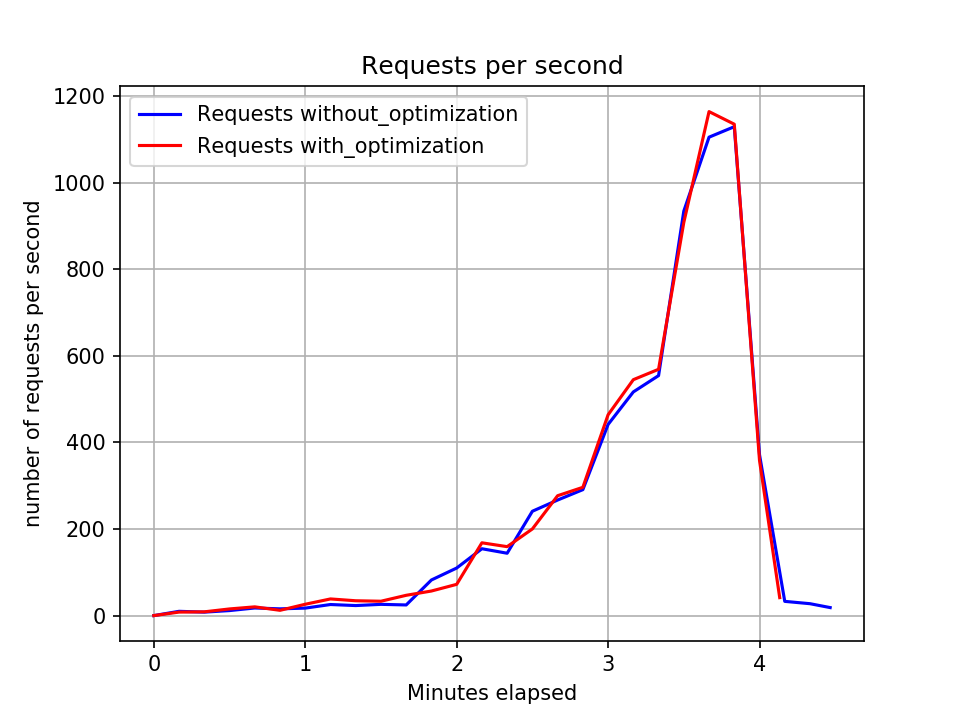 Requests per second
Requests without_optimization
Requests with_optimization
number of requests per second
1200
1000
800
600
400
200
0
0 1 2 3 4
Minutes elapsed